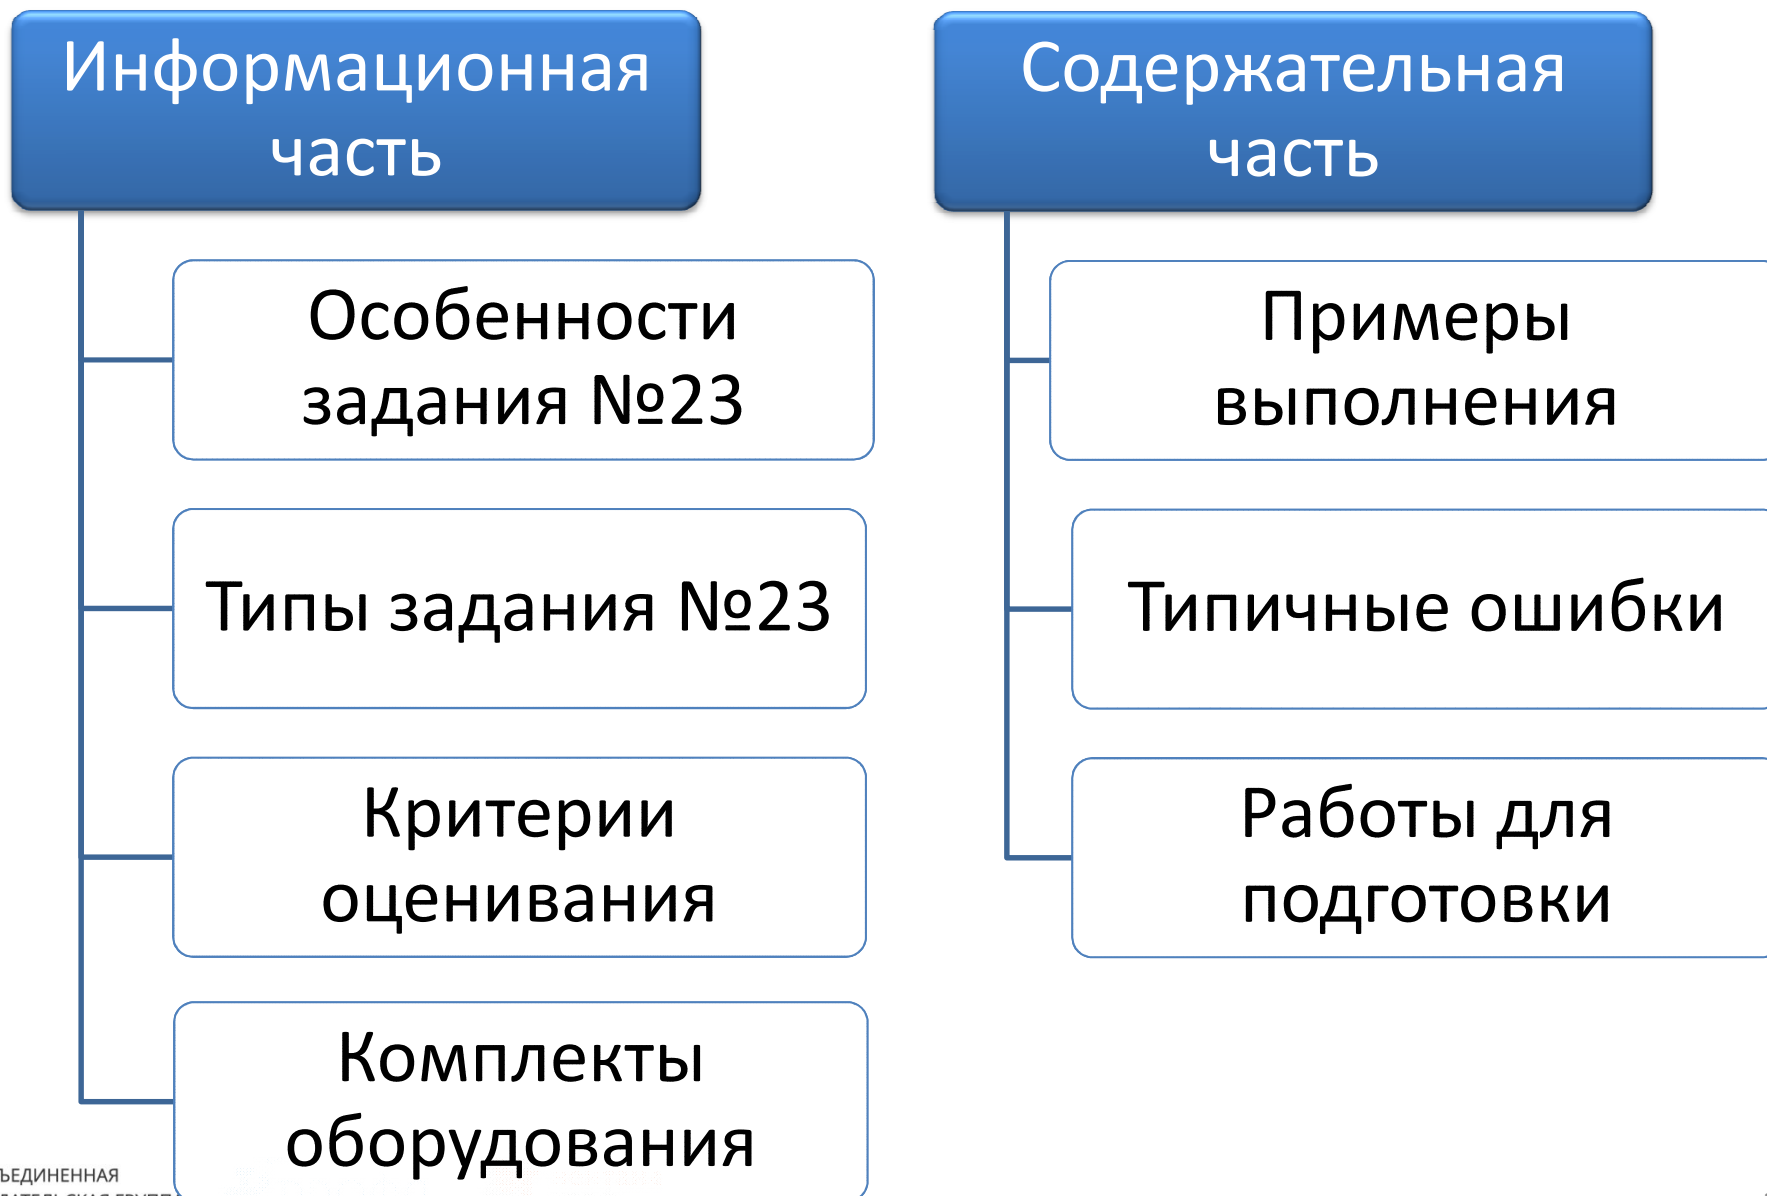 Информационная
часть
Особенности
задания №23
Типы задания №23
Критерии
оценивания
Комплекты
оборудования
Содержательная
часть
Примеры
выполнения
Типичные ошибки
Работы для
подготовки
ЪЕДИНЕННАЯ